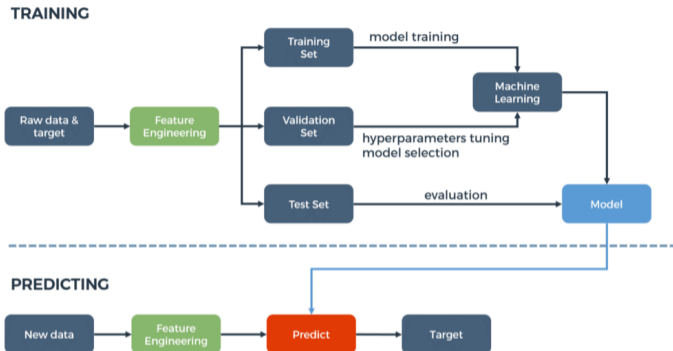 TRAINING
Training
Set
model training
Machine
Learning
Raw data &
target
Feature
Engineering
Validation
Set
hyperparameters tuning
model selection
Test Set
evaluation
Model
PREDICTING
New data
Feature
Engineering
Predict
Target